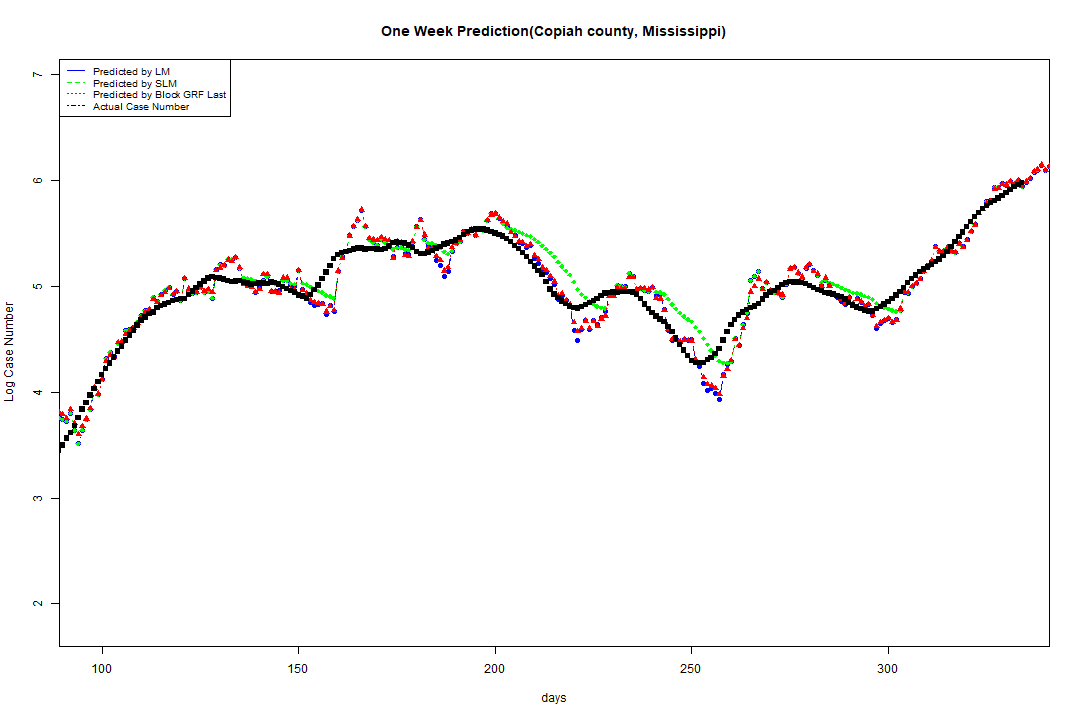 One Week Prediction(Copiah county, Mississippi)
Predicted by LM
Predicted by SLM
Predicted by Block GRF Last
Actual Case Number
7
6
5
4
3
2
Log Case Number
100 150 200 250 300
days